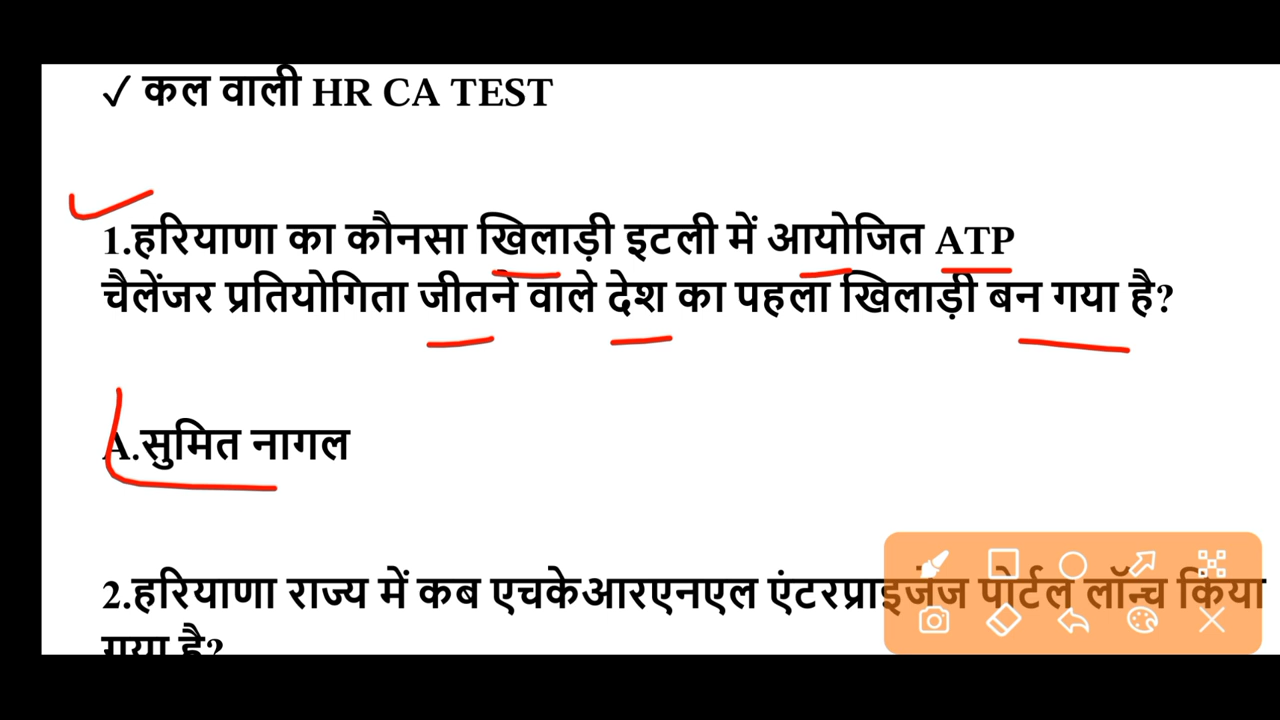 ✓ कल वाली HR CA TEST
1.हरियाणा का कौनसा खिलाड़ी इटली में आयोजित ATP
चैलेंजर प्रतियोगिता जीतने वाले देश का पहला खिलाड़ी बन गया है?
A.सुमित नागल
2.हरियाणा राज्य में कब एचकेआरएनएल एंटरप्राइजेज पोर्टल लॉन्च किया
गया है?